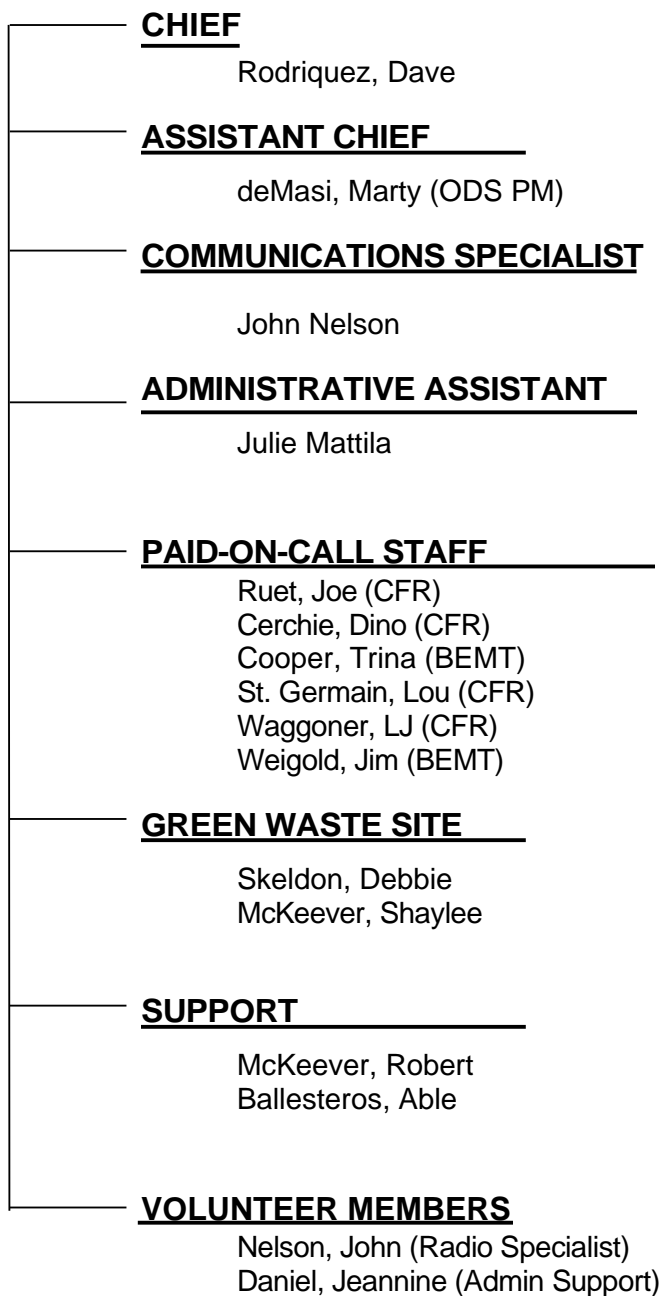 CHIEF
Rodriquez, Dave
ASSISTANT CHIEF
deMasi, Marty (ODS PM)
COMMUNICATIONS SPECIALIST
John Nelson
ADMINISTRATIVE ASSISTANT
Julie Mattila
PAID-ON-CALL STAFF
Ruet, Joe (CFR)
Cerchie, Dino (CFR)
Cooper, Trina (BEMT)
St. Germain, Lou (CFR)
Waggoner, LJ (CFR)
Weigold, Jim (BEMT)
GREEN WASTE SITE
Skeldon, Debbie
McKeever, Shaylee
SUPPORT
McKeever, Robert
Ballesteros, Able
VOLUNTEER MEMBERS
Nelson, John (Radio Specialist)
Daniel, Jeannine (Admin Support)